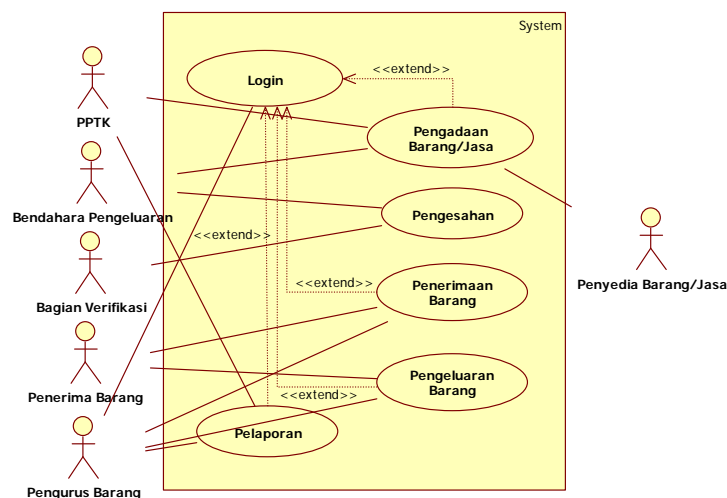 System
Login
<<extend>>
PPTK
Pengadaan
Barang/Jasa
Bendahara Pengeluaran
Pengesahan
<<extend>>
Bagian Verifikasi
<<extend>>
Penerimaan
Barang
Penyedia Barang/Jasa
Penerima Barang
Pengeluaran
Barang
<<extend>>
Pelaporan
Pengurus Barang